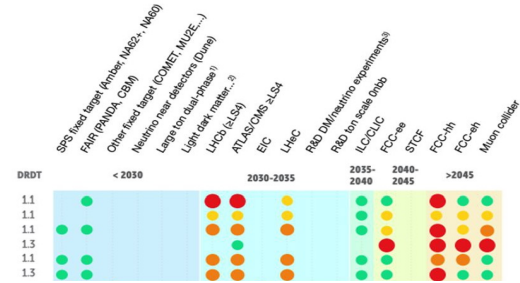 SPS fixed target (Amber, NA62+, NA60)
FAIR (PANDA, CBM)
Other fixed target (COMET, MU2E,...)
Neutrino near detectors (Dune)
Large ton dual-phase 1)
Light dark matter... 2)
LHCb (≥LS4)
ATLAS/CMS ≥LS4
EIC
LHeC
R&D DM/neutrino experiments 3)
R&D ton scale 0nbb
ILC/CLIC
FCC-ee
STCF
FCC-hh
FCC-eh
Muon collider
DRDT < 2030 2030-2035 2035-2040 2040-2045 >2045
1.1
1.1
1.1
1.3
1.1
1.3